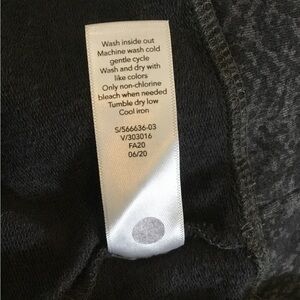 Wash inside out
Machine wash cold
gentle cycle
Wash and dry with
like colors
Only non-chlorine
bleach when needed
Tumble dry low
Cool iron
S/566636-03
V/303016
FA20
06/20